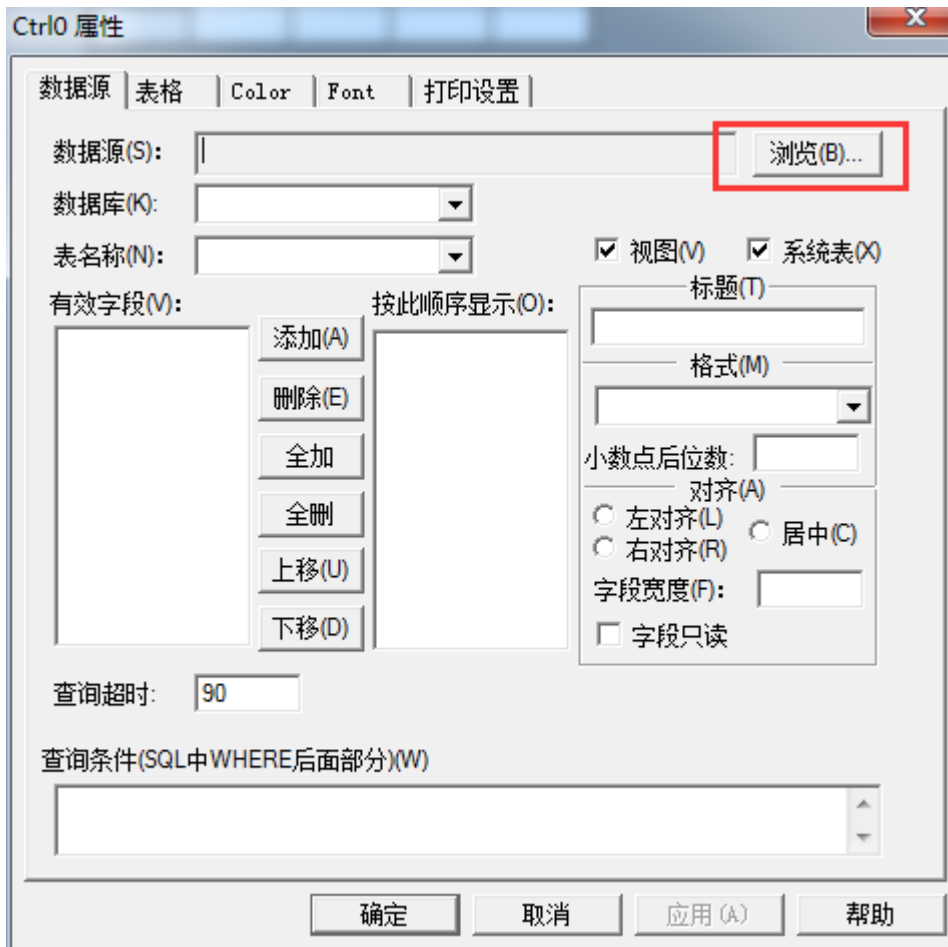 Ctrl0 属性
数据源 表格 Color Font 打印设置
数据源(S): 浏览(B)...
数据库(K):
表名称(N): 视图(V) 系统表(X)
有效字段(V): 按此顺序显示(O): 标题(T)
添加(A)
格式(M)
删除(E)
全加 小数点后位数:
对齐(A)
全删 左对齐(L) 居中(C)
右对齐(R)
上移(U) 字段宽度(F):
下移(D) 字段只读
查询超时: 90
查询条件(SQL中WHERE后面部分)(W)
确定 取消 应用(A) 帮助